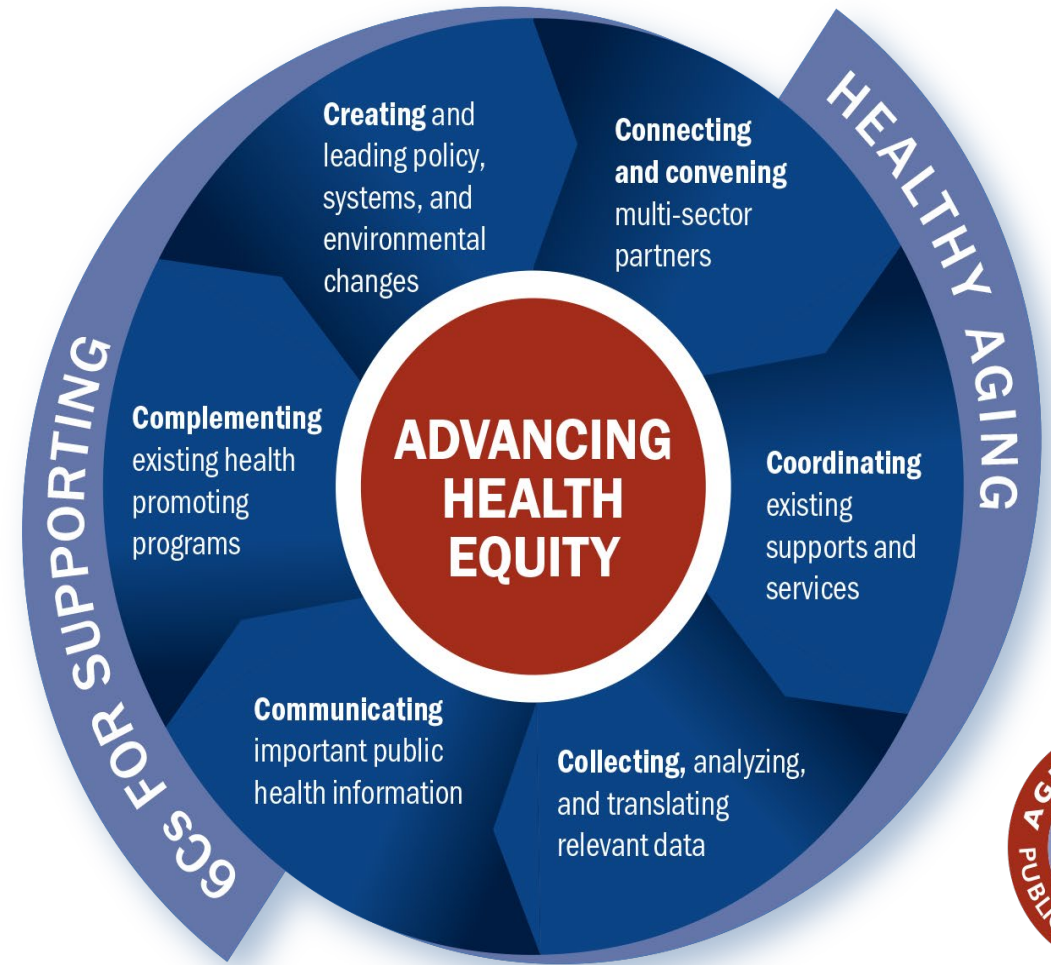 6Cs FOR SUPPORTING
HEALTHY AGING
Creating and
leading policy,
systems, and
environmental
changes
Connecting
and convening
multi-sector
partners
Coordinating
existing
supports and
services
Collecting, analyzing,
and translating
relevant data
Communicating
important public
health information
Complementing
existing health
promoting
programs
ADVANCING
HEALTH
EQUITY